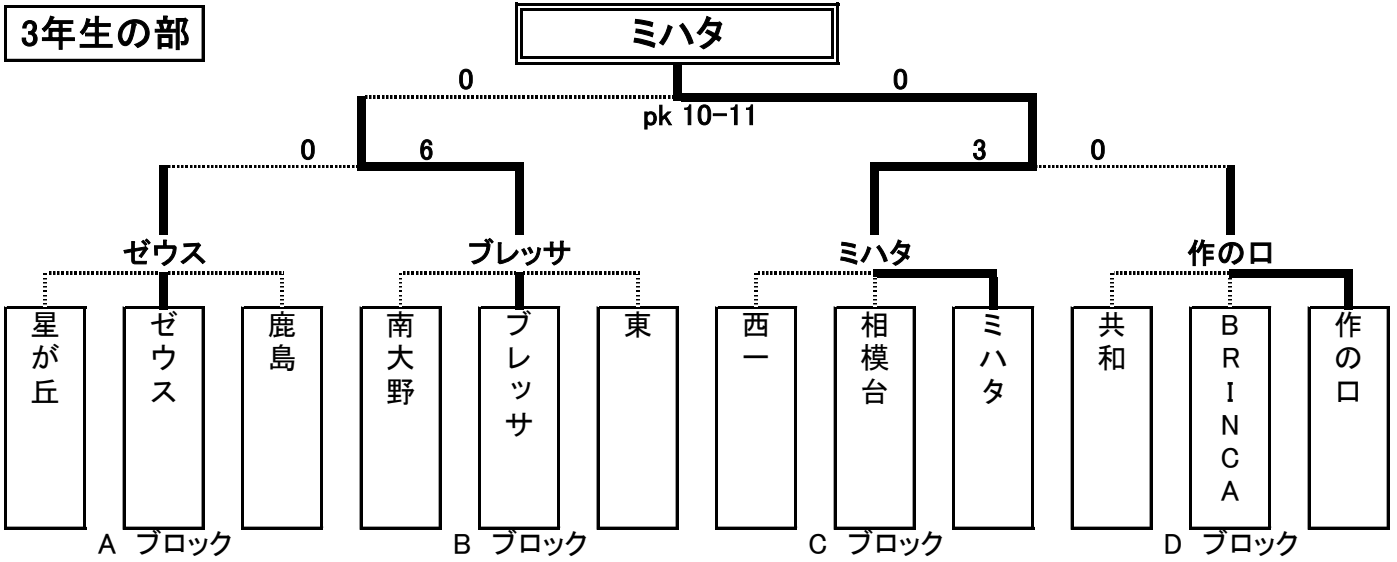 3年生の部
ミハタ
0 0
pk 10-11
0 6 3 0
ゼウス ブレッサ ミハタ 作の口
星が丘
ゼウス
鹿島
南大野
ブレッサ
東
西一
相模台
ミハタ
共和
BRINCA
作の口
A ブロック B ブロック C ブロック D ブロック